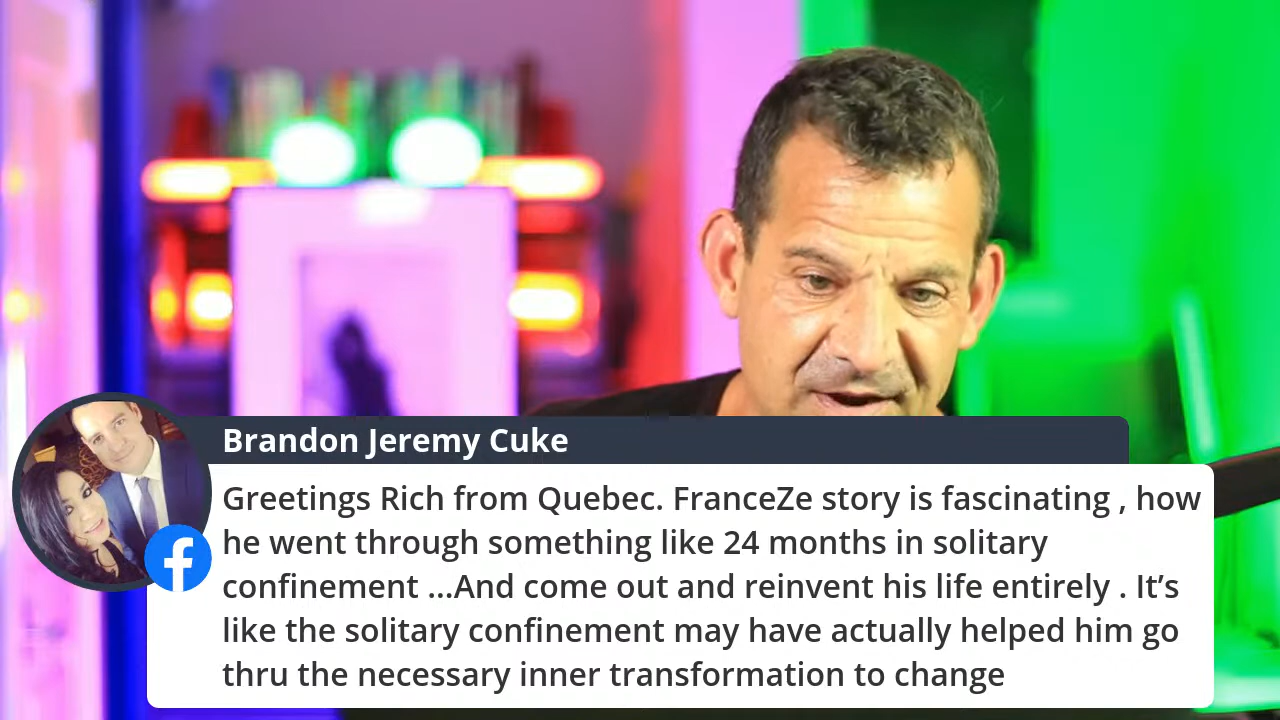 Brandon Jeremy Cuke
Greetings Rich from Quebec. FranceZe story is fascinating , how
he went through something like 24 months in solitary
confinement ...And come out and reinvent his life entirely . It’s
like the solitary confinement may have actually helped him go
thru the necessary inner transformation to change